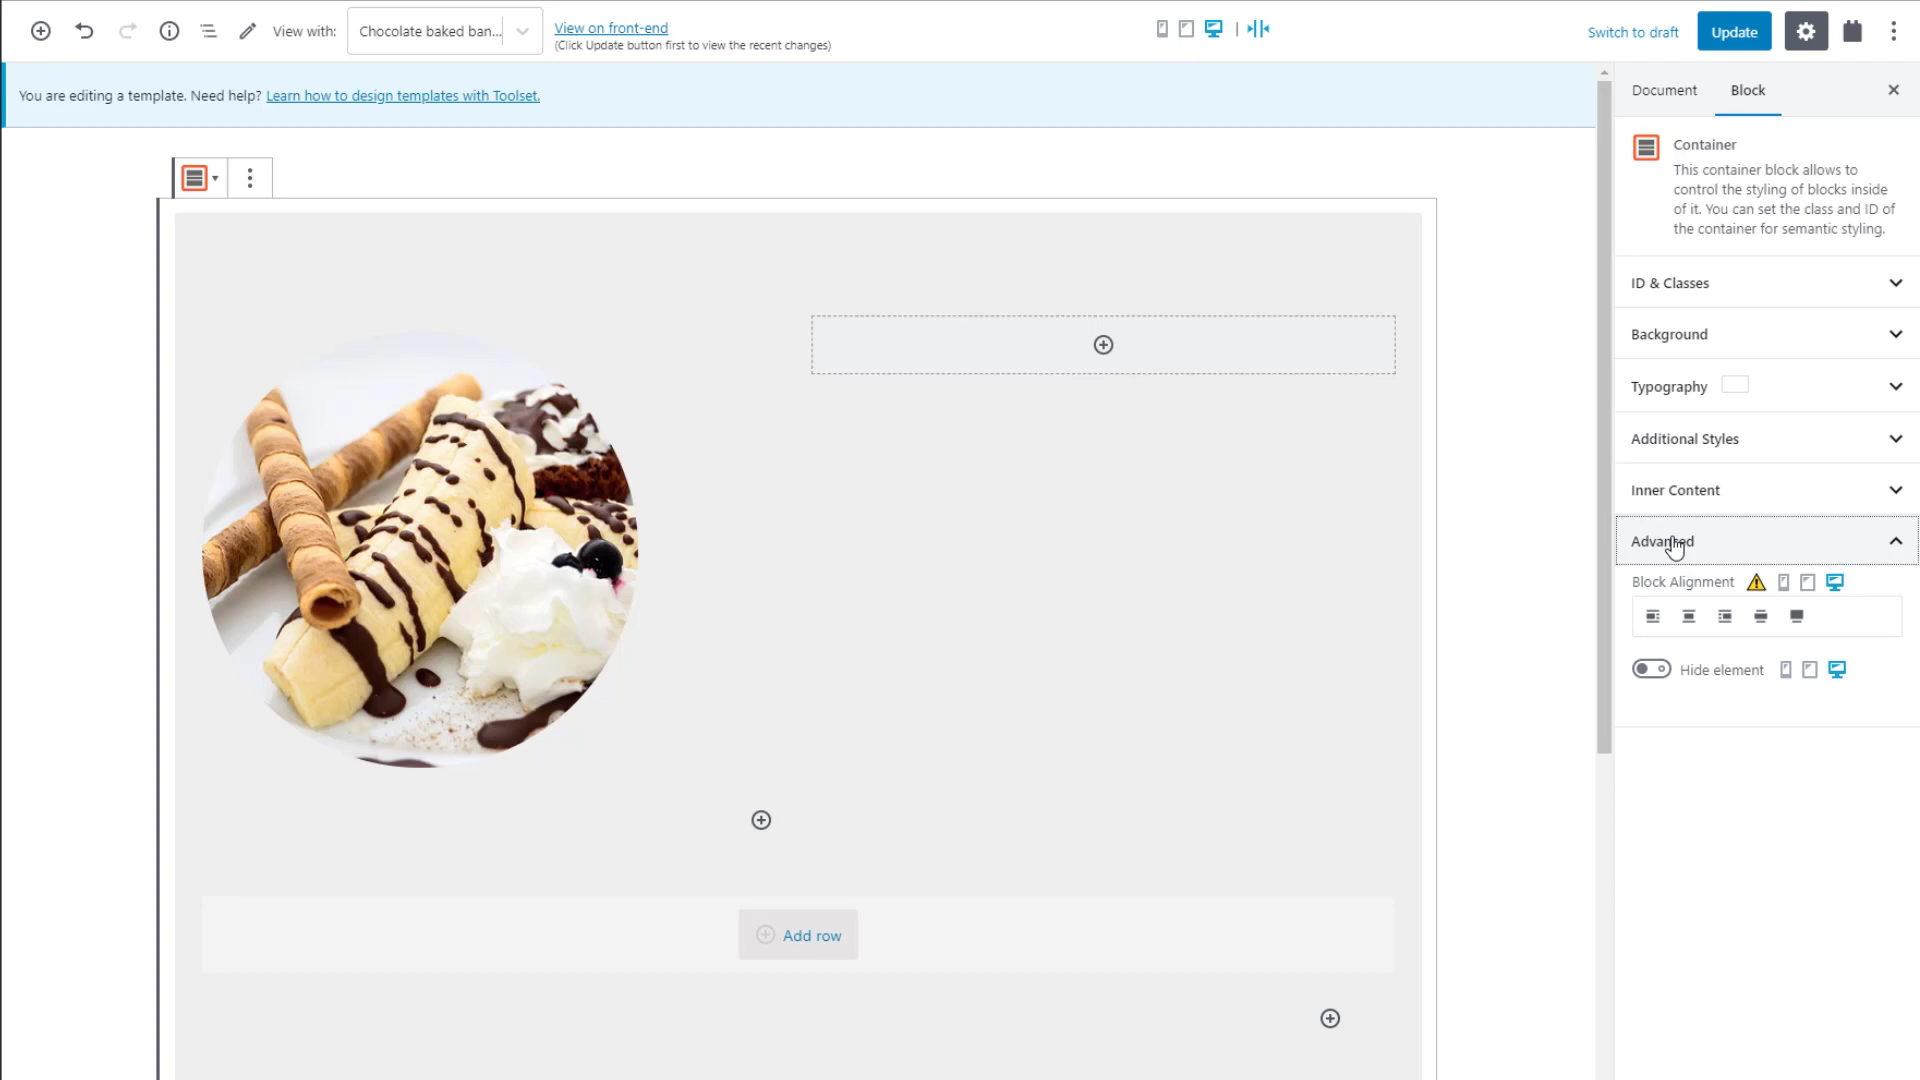 View with:
Chocolate baked ban...
View on front-end
(Click Update button first to view the recent changes)
Switch to draft
Update
You are editing a template. Need help? Learn how to design templates with Toolset.
Document
Block
Container
This container block allows to
control the styling of blocks inside
of it. You can set the class and ID of
the container for semantic styling.
ID & Classes
Background
Typography
Additional Styles
Inner Content
Advanced
Block Alignment
Hide element
Add row